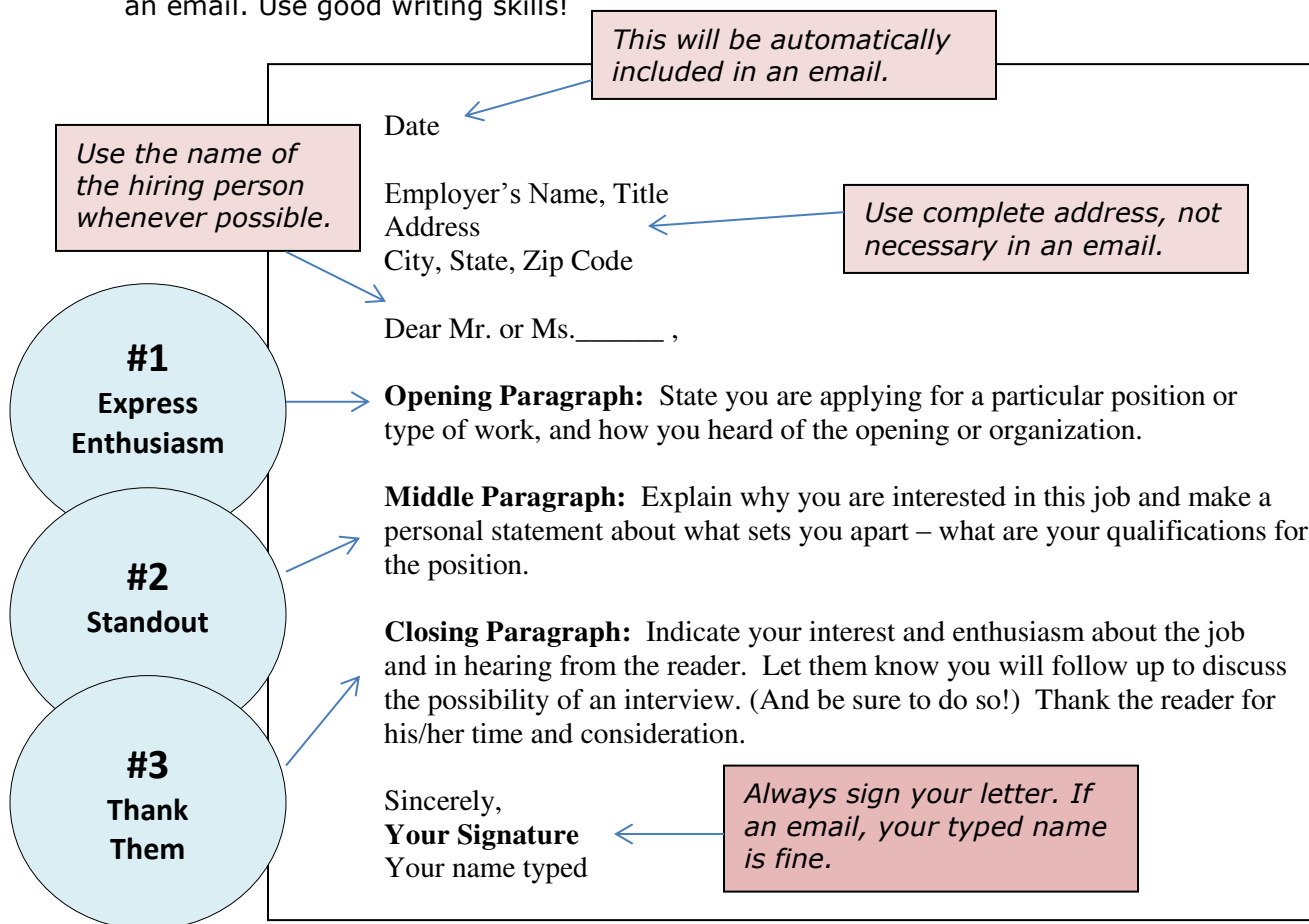 an email. Use good writing skills!
This will be automatically
included in an email.
Date
Use the name of
the hiring person
whenever possible.
Employer’s Name, Title
Address
City, State, Zip Code
Use complete address, not
necessary in an email.
Dear Mr. or Ms.______ ,
#1
Express
Enthusiasm
Opening Paragraph:  State you are applying for a particular position or
type of work, and how you heard of the opening or organization.
#2
Standout
Middle Paragraph:  Explain why you are interested in this job and make a
personal statement about what sets you apart – what are your qualifications for
the position.
#3
Thank
Them
Closing Paragraph:  Indicate your interest and enthusiasm about the job
and in hearing from the reader.  Let them know you will follow up to discuss
the possibility of an interview. (And be sure to do so!)  Thank the reader for
his/her time and consideration.
Sincerely,
Your Signature
Your name typed
Always sign your letter. If
an email, your typed name
is fine.